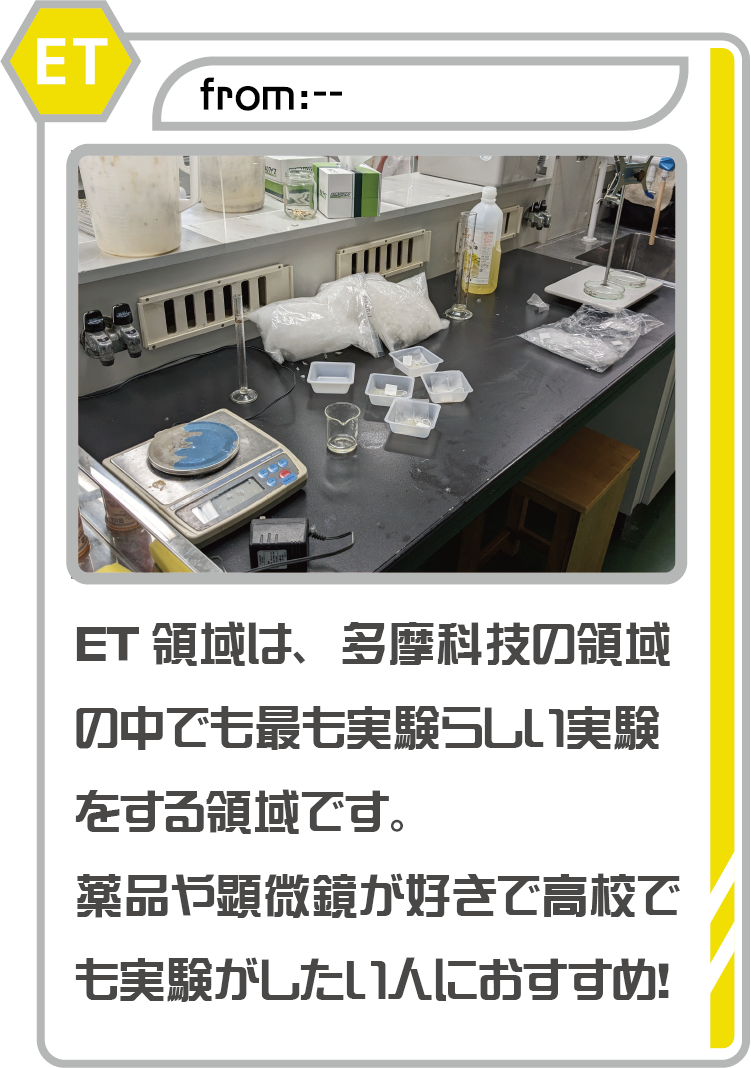 ET
from:--
ET 領域は、多摩科技の領域
の中でも最も実験らしい実験
をする領域です。
薬品や顕微鏡が好きで高校で
も実験がしたい人におすすめ!